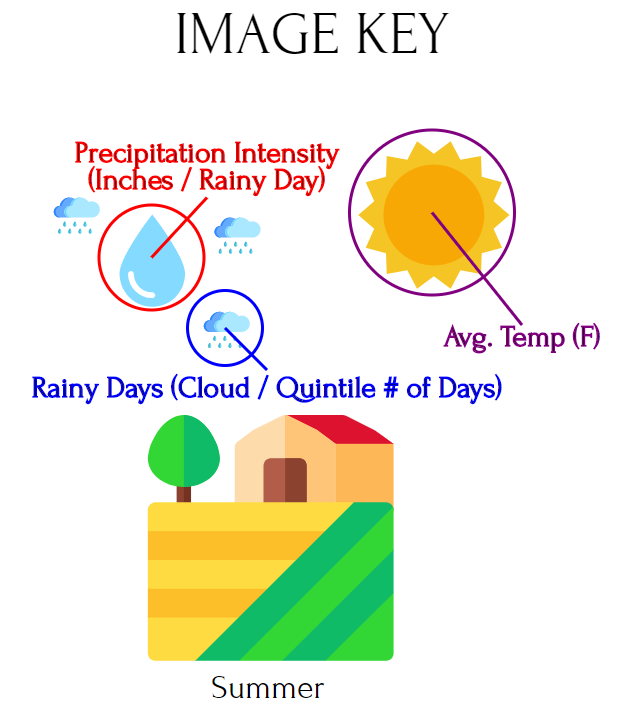 IMAGE KEY
Precipitation Intensity
(Inches / Rainy Day)
Avg. Temp (F)
Rainy Days (Cloud / Quintile # of Days)
Summer